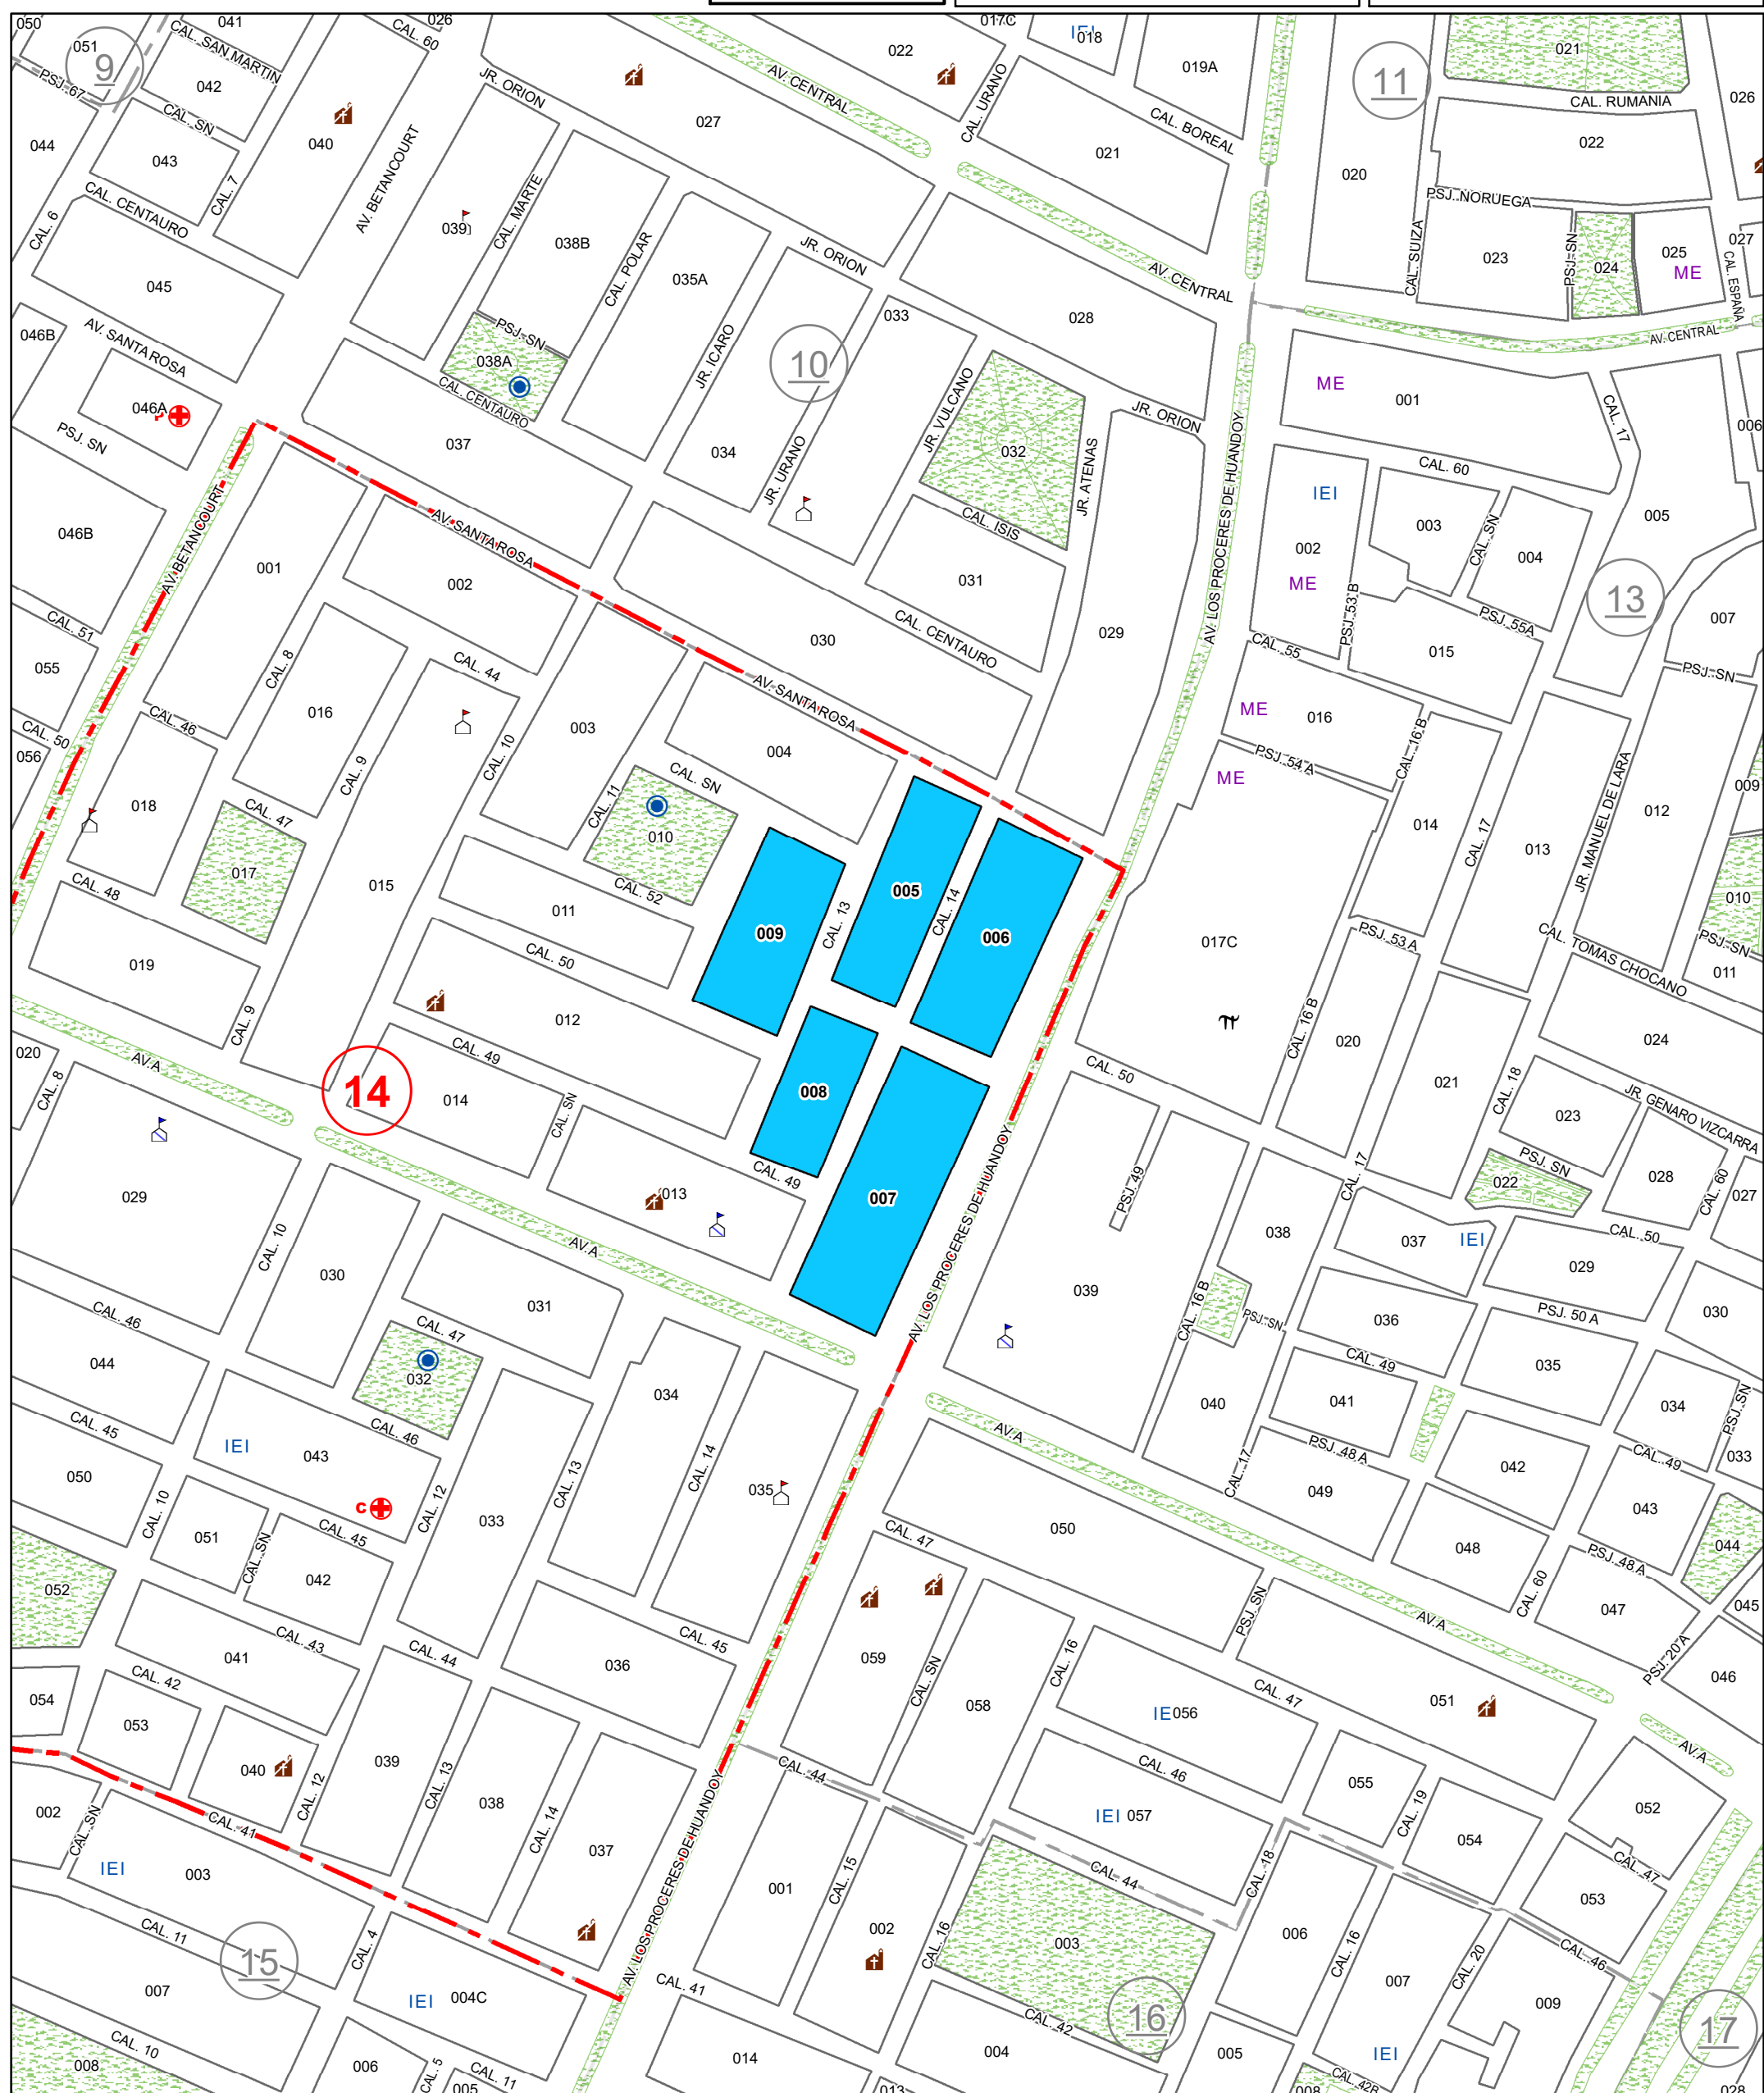 050
041
026
017C
IEI
018
021
051
CAL. SAN MARTIN
CAL. 60
022
019A
9
042
JR. ORION
AV. CENTRAL
CAL. URANO
11
026
PSJ. 67
CAL. RUMANIA
CAL. SN
027
CAL. BOREAL
022
044
043
040
AV. BETANCOURT
021
020
CAL. 7
CAL. MARTE
PSJ. NORUEGA
CAL. CENTAURO
039
038B
CAL. POLAR
JR. ORION
CAL. SUIZA
023
PSJ. SN
024
025
ME
027
CAL. 6
035A
AV. CENTRAL
CAL. ESPAÑA
045
033
028
AV. CENTRAL
046B
AV. SANTA ROSA
PSJ. SN
038A
JR. ICARO
10
ME
001
046A
CAL. CENTAURO
JR. VULCANO
JR. ORION
CAL. 17
006
PSJ. SN
037
034
JR. URANO
032
JR. ATENAS
AV. LOS PROCERES DE HUANDOY
CAL. 60
046B
AV. BETANCOURT
AV. SANTA ROSA
CAL. ISIS
IEI
003
CAL. SN
005
001
002
031
002
004
ME
13
CAL. 51
030
CAL. CENTAURO
029
PSJ. 53 B
PSJ. 55A
007
055
CAL. 8
CAL. 44
CAL. 55
015
PSJ. SN
CAL. 50
CAL. 46
016
AV. SANTA ROSA
ME
016
056
003
004
CAL. 10
CAL. 9
CAL. SN
PSJ. 54 A
CAL. 16 B
ME
009
018
CAL. 47
CAL. 11
010
014
CAL. 17
013
JR. MANUEL DE LARA
012
017
015
CAL. 52
005
CAL. 48
011
CAL. 13
CAL. 14
010
009
006
017C
PSJ. 53 A
CAL. TOMAS CHOCANO
PSJ. SN
019
CAL. 50
011
CAL. 9
012
CAL. 16 B
020
024
020
AV. A
CAL. 49
CAL. 50
021
CAL. 18
CAL. 8
14
014
CAL. SN
008
023
JR. GENARO VIZCARRA
CAL. 49
AV. LOS PROCERES DE HUANDOY
PSJ. 49
CAL. 17
PSJ. SN
028
CAL. 60
027
029
013
007
022
CAL. 10
AV. A
038
037
IEI
CAL. 50
030
039
029
031
CAL. 16 B
PSJ. SN
036
PSJ. 50 A
030
CAL. 46
CAL. 47
044
032
034
CAL. 49
035
CAL. 45
CAL. 46
040
041
034
PSJ. SN
IEI
043
CAL. 14
AV. A
PSJ. 48 A
CAL. 49
033
050
CAL. 13
035
CAL. 17
042
CAL. 10
C
CAL. 12
033
049
043
051
CAL. SN
CAL. 45
CAL. 47
050
048
PSJ. 48 A
044
052
042
PSJ. SN
CAL. 60
047
045
CAL. 43
CAL. 44
CAL. 45
AV. A
041
036
059
CAL. SN
CAL. 16
PSJ. 20 A
CAL. 42
046
054
058
CAL. 47
051
053
IE
056
039
AV. A
040
CAL. 12
CAL. 13
CAL. 44
CAL. 46
055
002
CAL. SN
038
CAL. 14
AV. LOS PROCERES DE HUANDOY
IEI
057
CAL. 19
052
CAL. 41
037
054
IEI
003
CAL. 15
CAL. 44
CAL. 18
CAL. 47
001
053
CAL. 11
CAL. 4
002
CAL. 16
003
006
CAL. 16
CAL. 20
CAL. 46
15
007
IEI
004C
CAL. 41
007
009
16
17
CAL. 10
CAL. 42
008
006
CAL. 5
CAL. 11
014
004
005
IEI
005
013
008
CAL. 42B
028